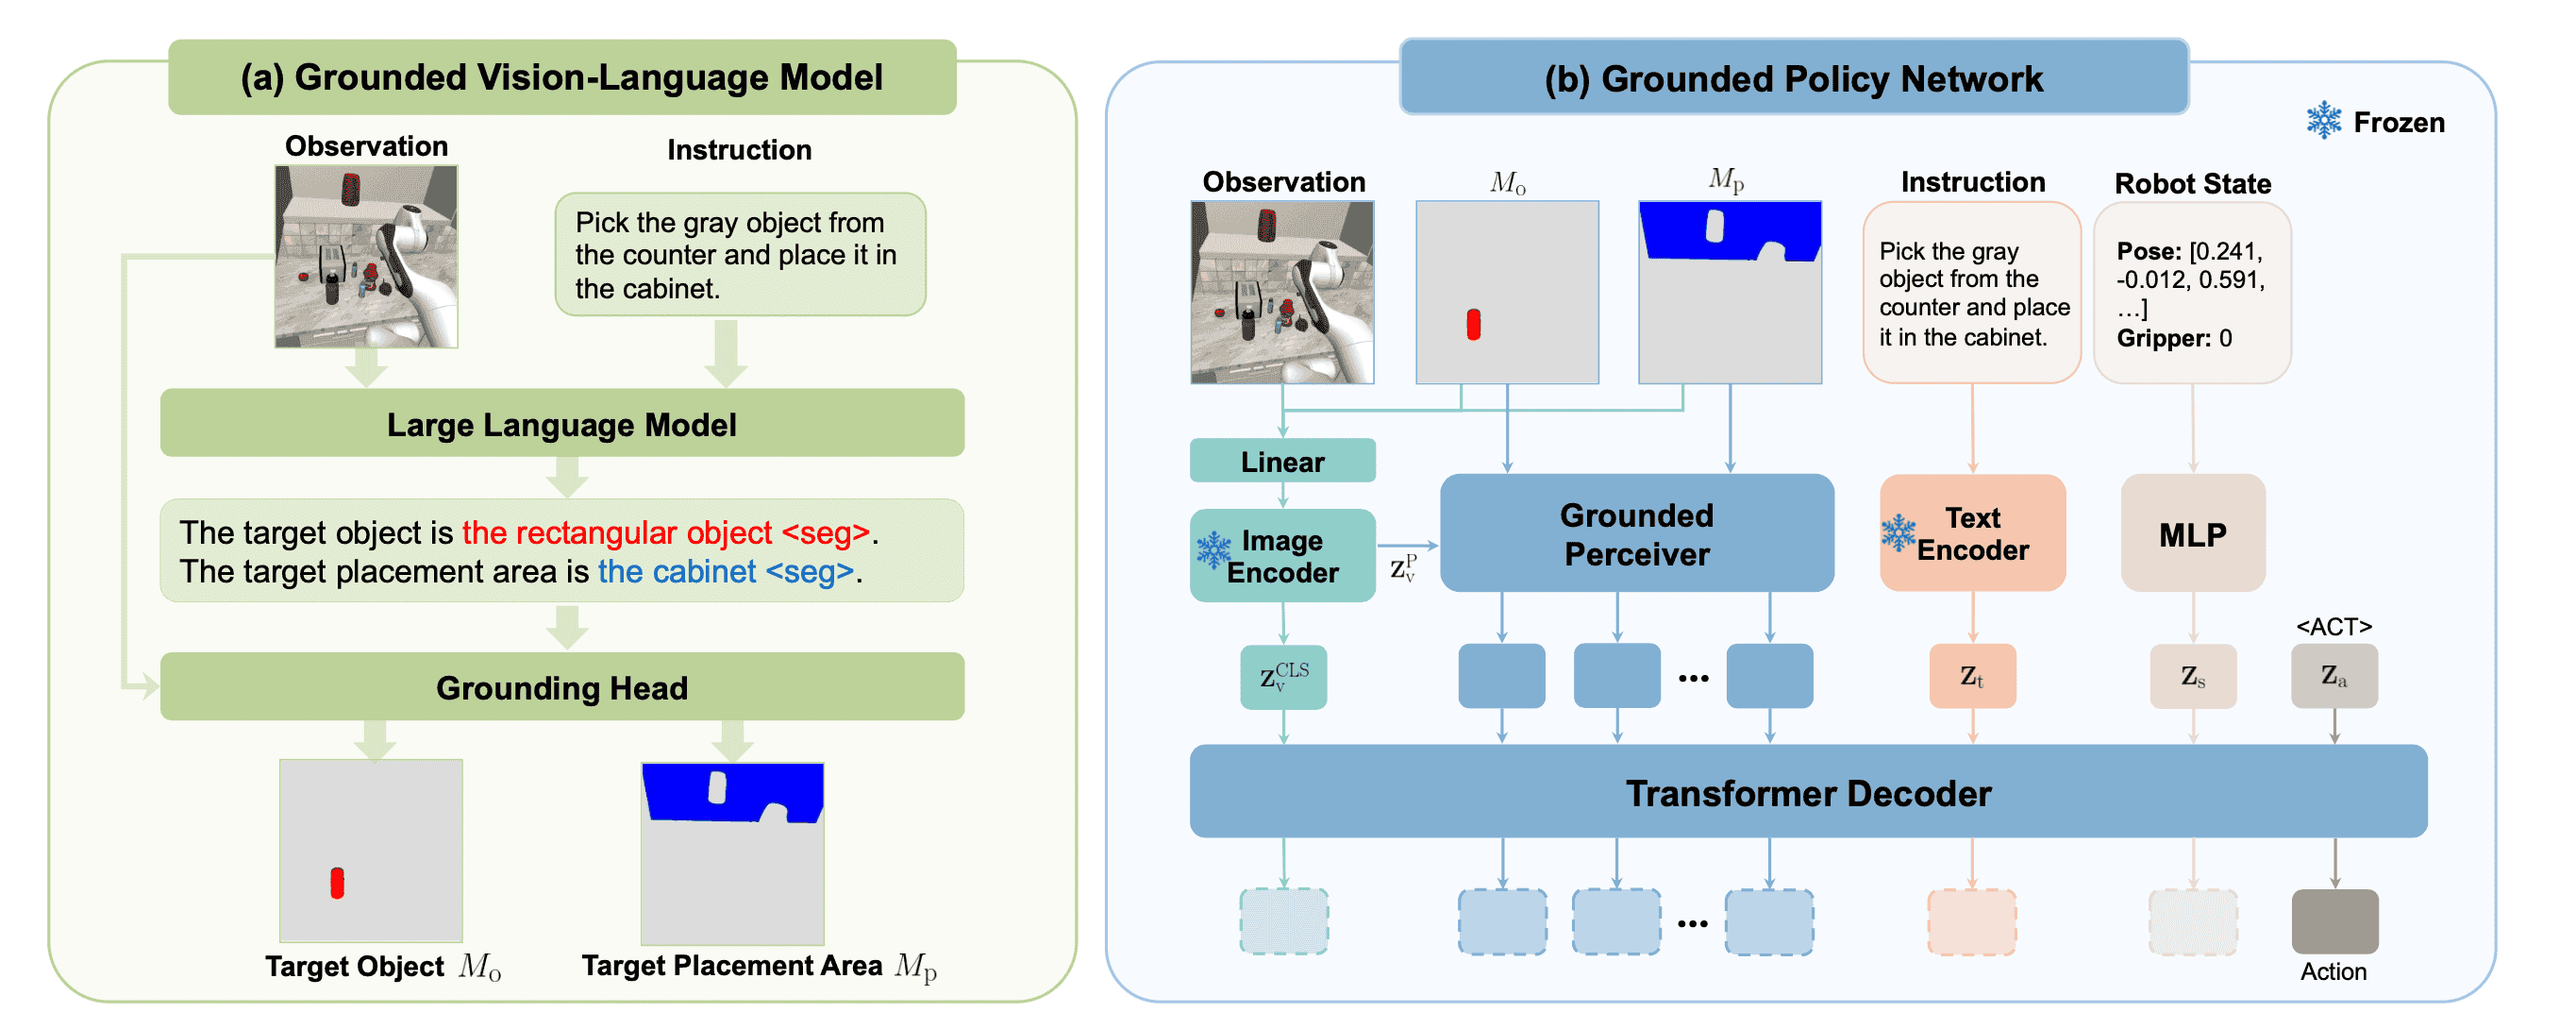 (a) Grounded Vision-Language Model
Observation
Instruction
Pick the gray object from
the counter and place it in
the cabinet.
Large Language Model
The target object is the rectangular object <seg>.
The target placement area is the cabinet <seg>.
Grounding Head
Target Object M_o
Target Placement Area M_p
(b) Grounded Policy Network
Frozen
Observation
M_o
M_p
Instruction
Robot State
Pick the gray
object from the
counter and place
it in the cabinet.
Pose: [0.241,
-0.012, 0.591,
...]
Gripper: 0
Linear
Image
Encoder
z_v^P
Grounded
Perceiver
Text
Encoder
MLP
<ACT>
z_v^CLS
...
z_t
z_s
z_a
Transformer Decoder
...
Action